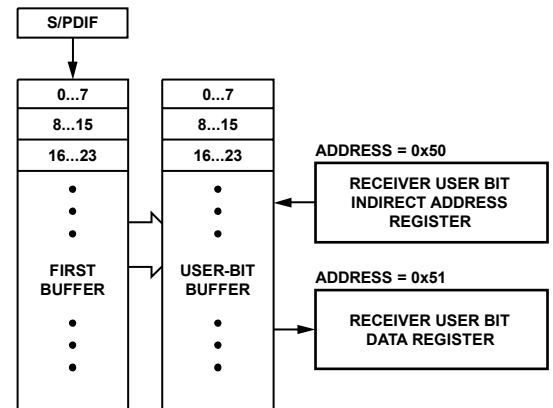 S/PDIF
0...7
8...15
16...23
FIRST
BUFFER
0...7
8...15
16...23
USER-BIT
BUFFER
ADDRESS = 0x50
RECEIVER USER BIT
INDIRECT ADDRESS
REGISTER
ADDRESS = 0x51
RECEIVER USER BIT
DATA REGISTER